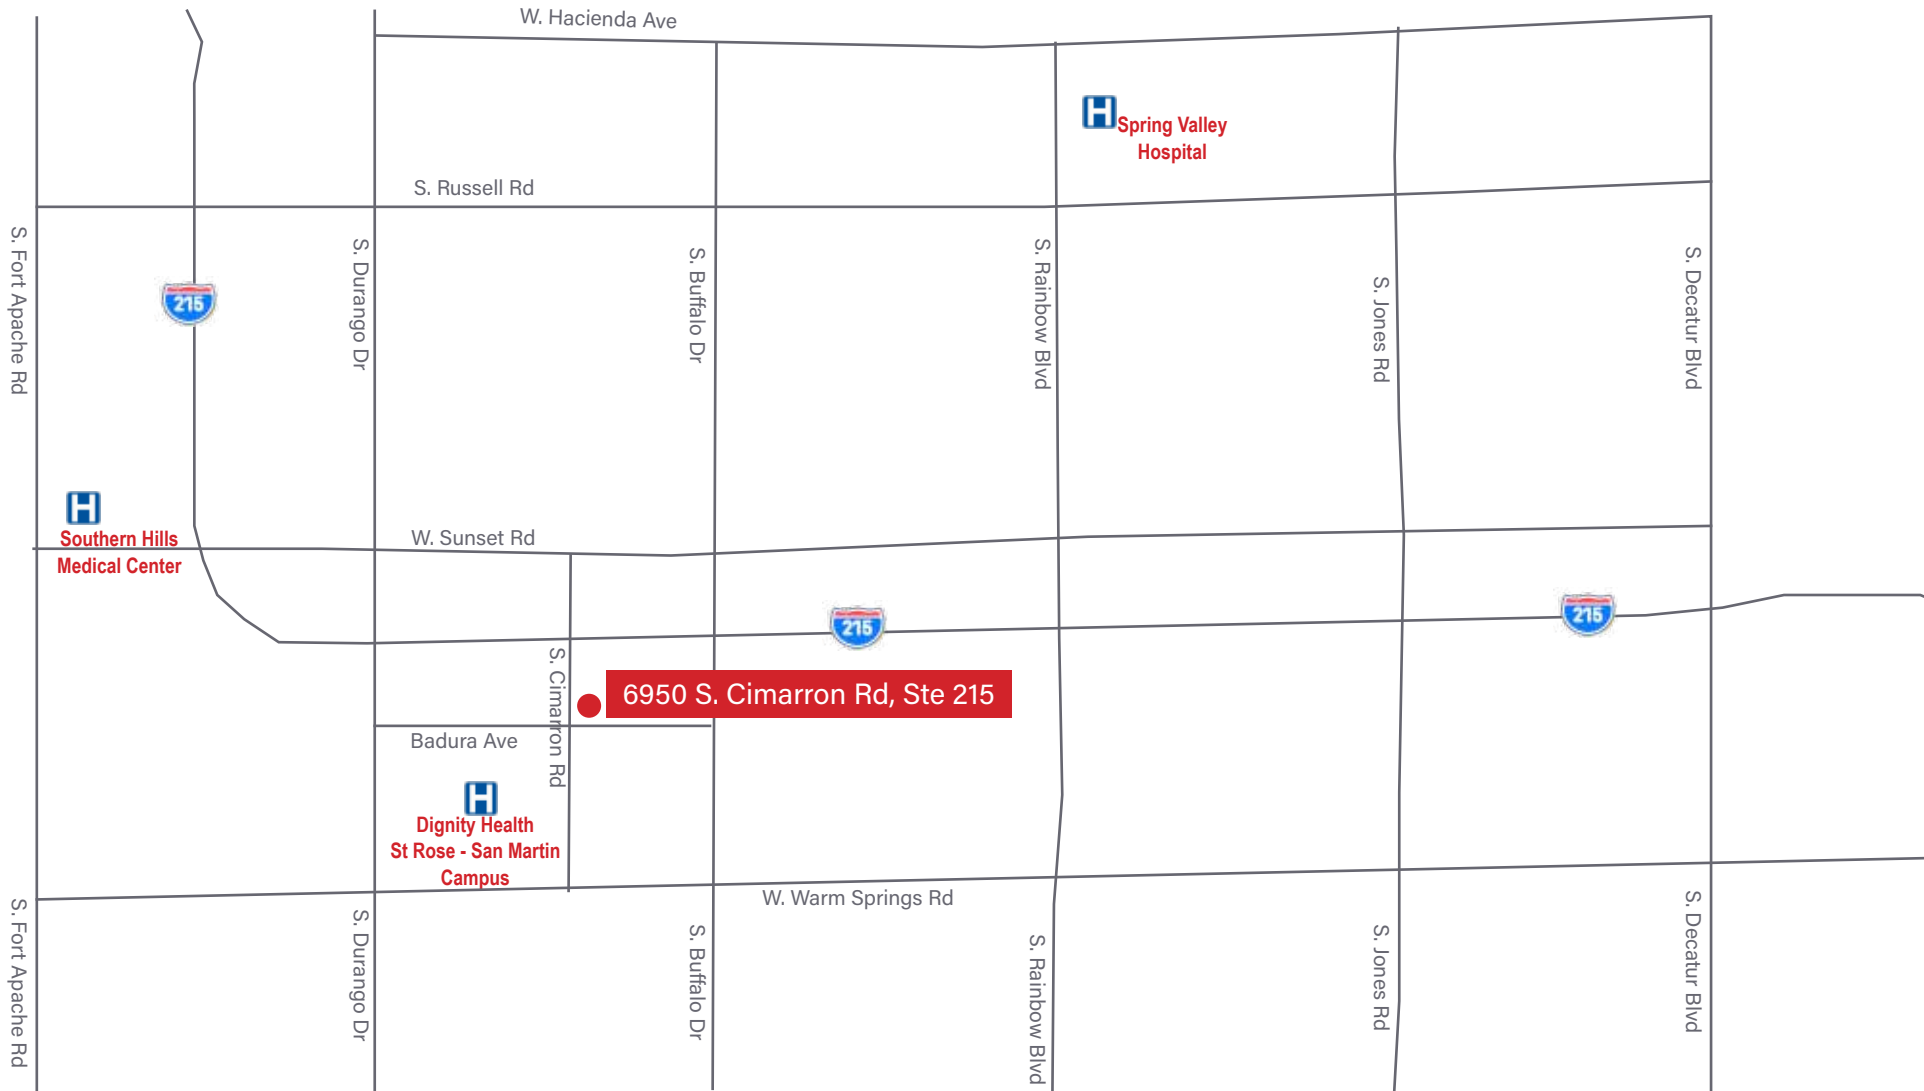 W. Hacienda Ave
Spring Valley
Hospital
S. Russell Rd
S. Fort Apache Rd
215
S. Durango Dr
S. Buffalo Dr
S. Rainbow Blvd
S. Jones Rd
S. Decatur Blvd
Southern Hills
Medical Center
W. Sunset Rd
215
215
S. Cimarron Rd
6950 S. Cimarron Rd, Ste 215
Badura Ave
Dignity Health
St Rose - San Martin
Campus
W. Warm Springs Rd
S. Fort Apache Rd
S. Durango Dr
S. Buffalo Dr
S. Rainbow Blvd
S. Jones Rd
S. Decatur Blvd
H
H
H